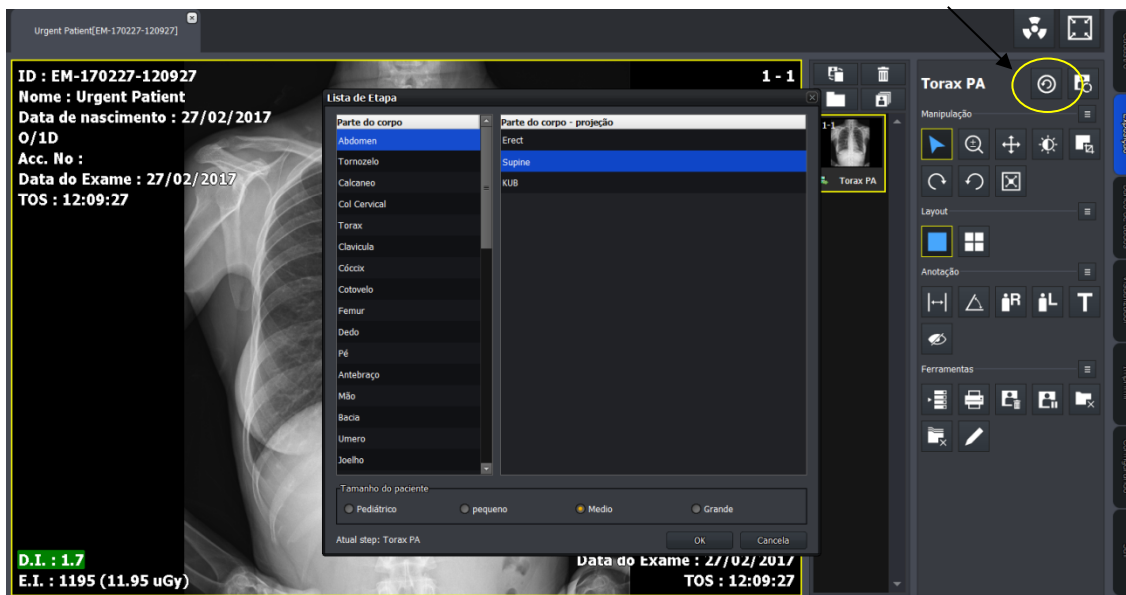 Urgent Patient[EM-170227-120927]
ID : EM-170227-120927
Nome : Urgent Patient
Data de nascimento : 27/02/2017
O/1D
Acc. No :
Data do Exame : 27/02/2017
TOS : 12:09:27
1 - 1
Lista de Etapa
Parte do corpo
Abdomen
Tornozelo
Calcaneo
Col Cervical
Torax
Clavicula
Cóccix
Cotovelo
Femur
Dedo
Pé
Antebraço
Mão
Bacia
Umero
Joelho
Parte do corpo - projeção
Erect
Supine
KUB
Tamanho do paciente
Pediátrico
pequeno
Medio
Grande
Atual step: Torax PA
OK
Cancela
D.I. : 1.7
E.I. : 1195 (11.95 uGy)
Data do Exame : 27/02/2017
TOS : 12:09:27
1-1
Torax PA
Torax PA
Manipulação
Layout
Anotação
R
L
T
Ferramentas